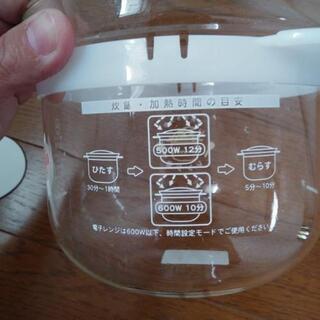 炊量・加熱時間の目安
500W 12分
ひたす
30分～1時間
600W 10分
むらす
5分～10分
電子レンジは600W以下、時間設定モードでご使用ください